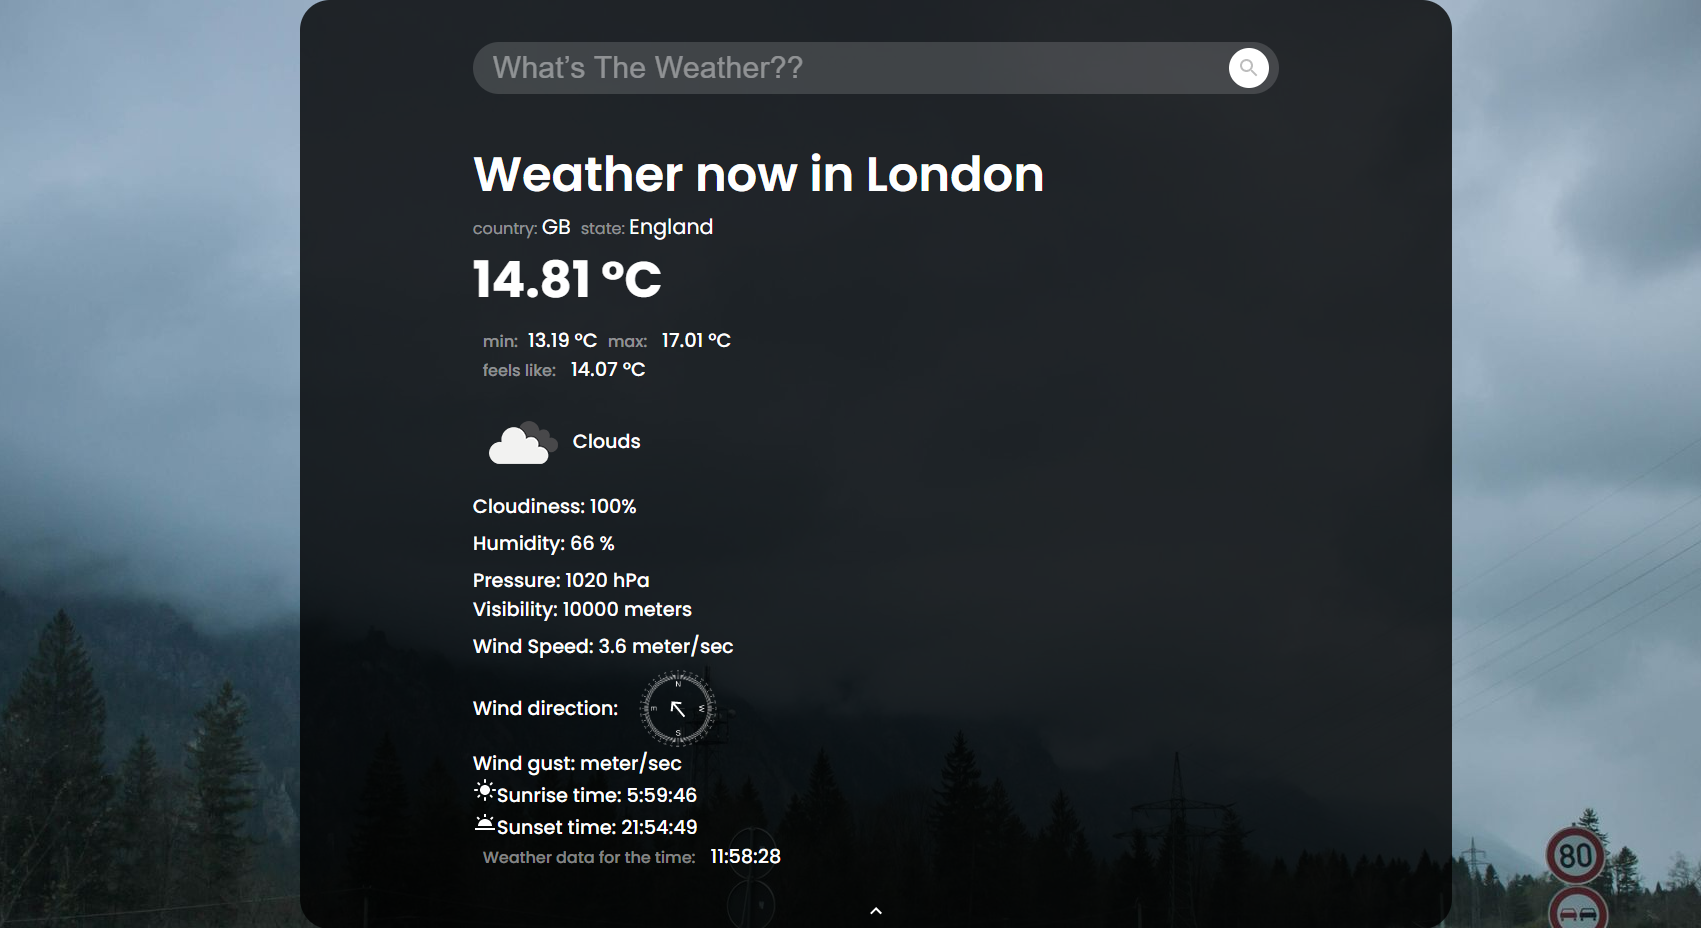 What’s The Weather??
Weather now in London
country: GB state: England
14.81 °C
min: 13.19 °C max: 17.01 °C
feels like: 14.07 °C
Clouds
Cloudiness: 100%
Humidity: 66 %
Pressure: 1020 hPa
Visibility: 10000 meters
Wind Speed: 3.6 meter/sec
N
Wind direction: E W
S
Wind gust: meter/sec
Sunrise time: 5:59:46
Sunset time: 21:54:49
Weather data for the time: 11:58:28
80